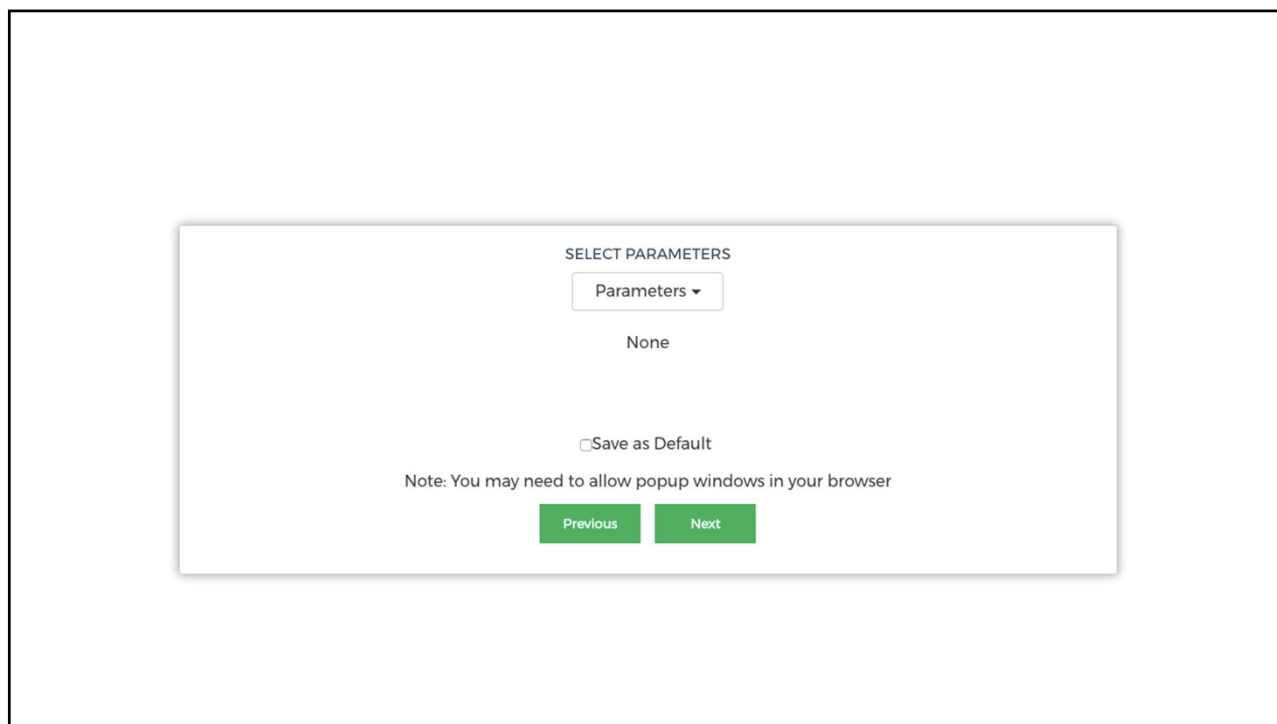 SELECT PARAMETERS
Parameters
None
Save as Default
Note: You may need to allow popup windows in your browser
Previous Next